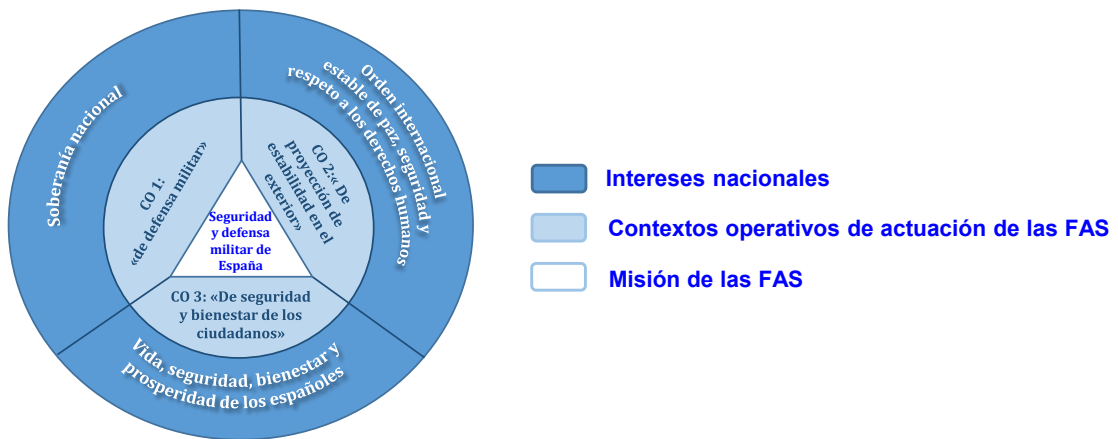 Soberanía nacional
Orden internacional
estable de paz, seguridad y
respeto a los derechos humanos
CO 1:
«de defensa militar»
CO 2:« De
proyección de
estabilidad en el
exterior»
Seguridad
y defensa
militar de
España
CO 3: «De seguridad
y bienestar de los
ciudadanos»
Vida, seguridad, bienestar y
prosperidad de los españoles
Intereses nacionales
Contextos operativos de actuación de las FAS
Misión de las FAS